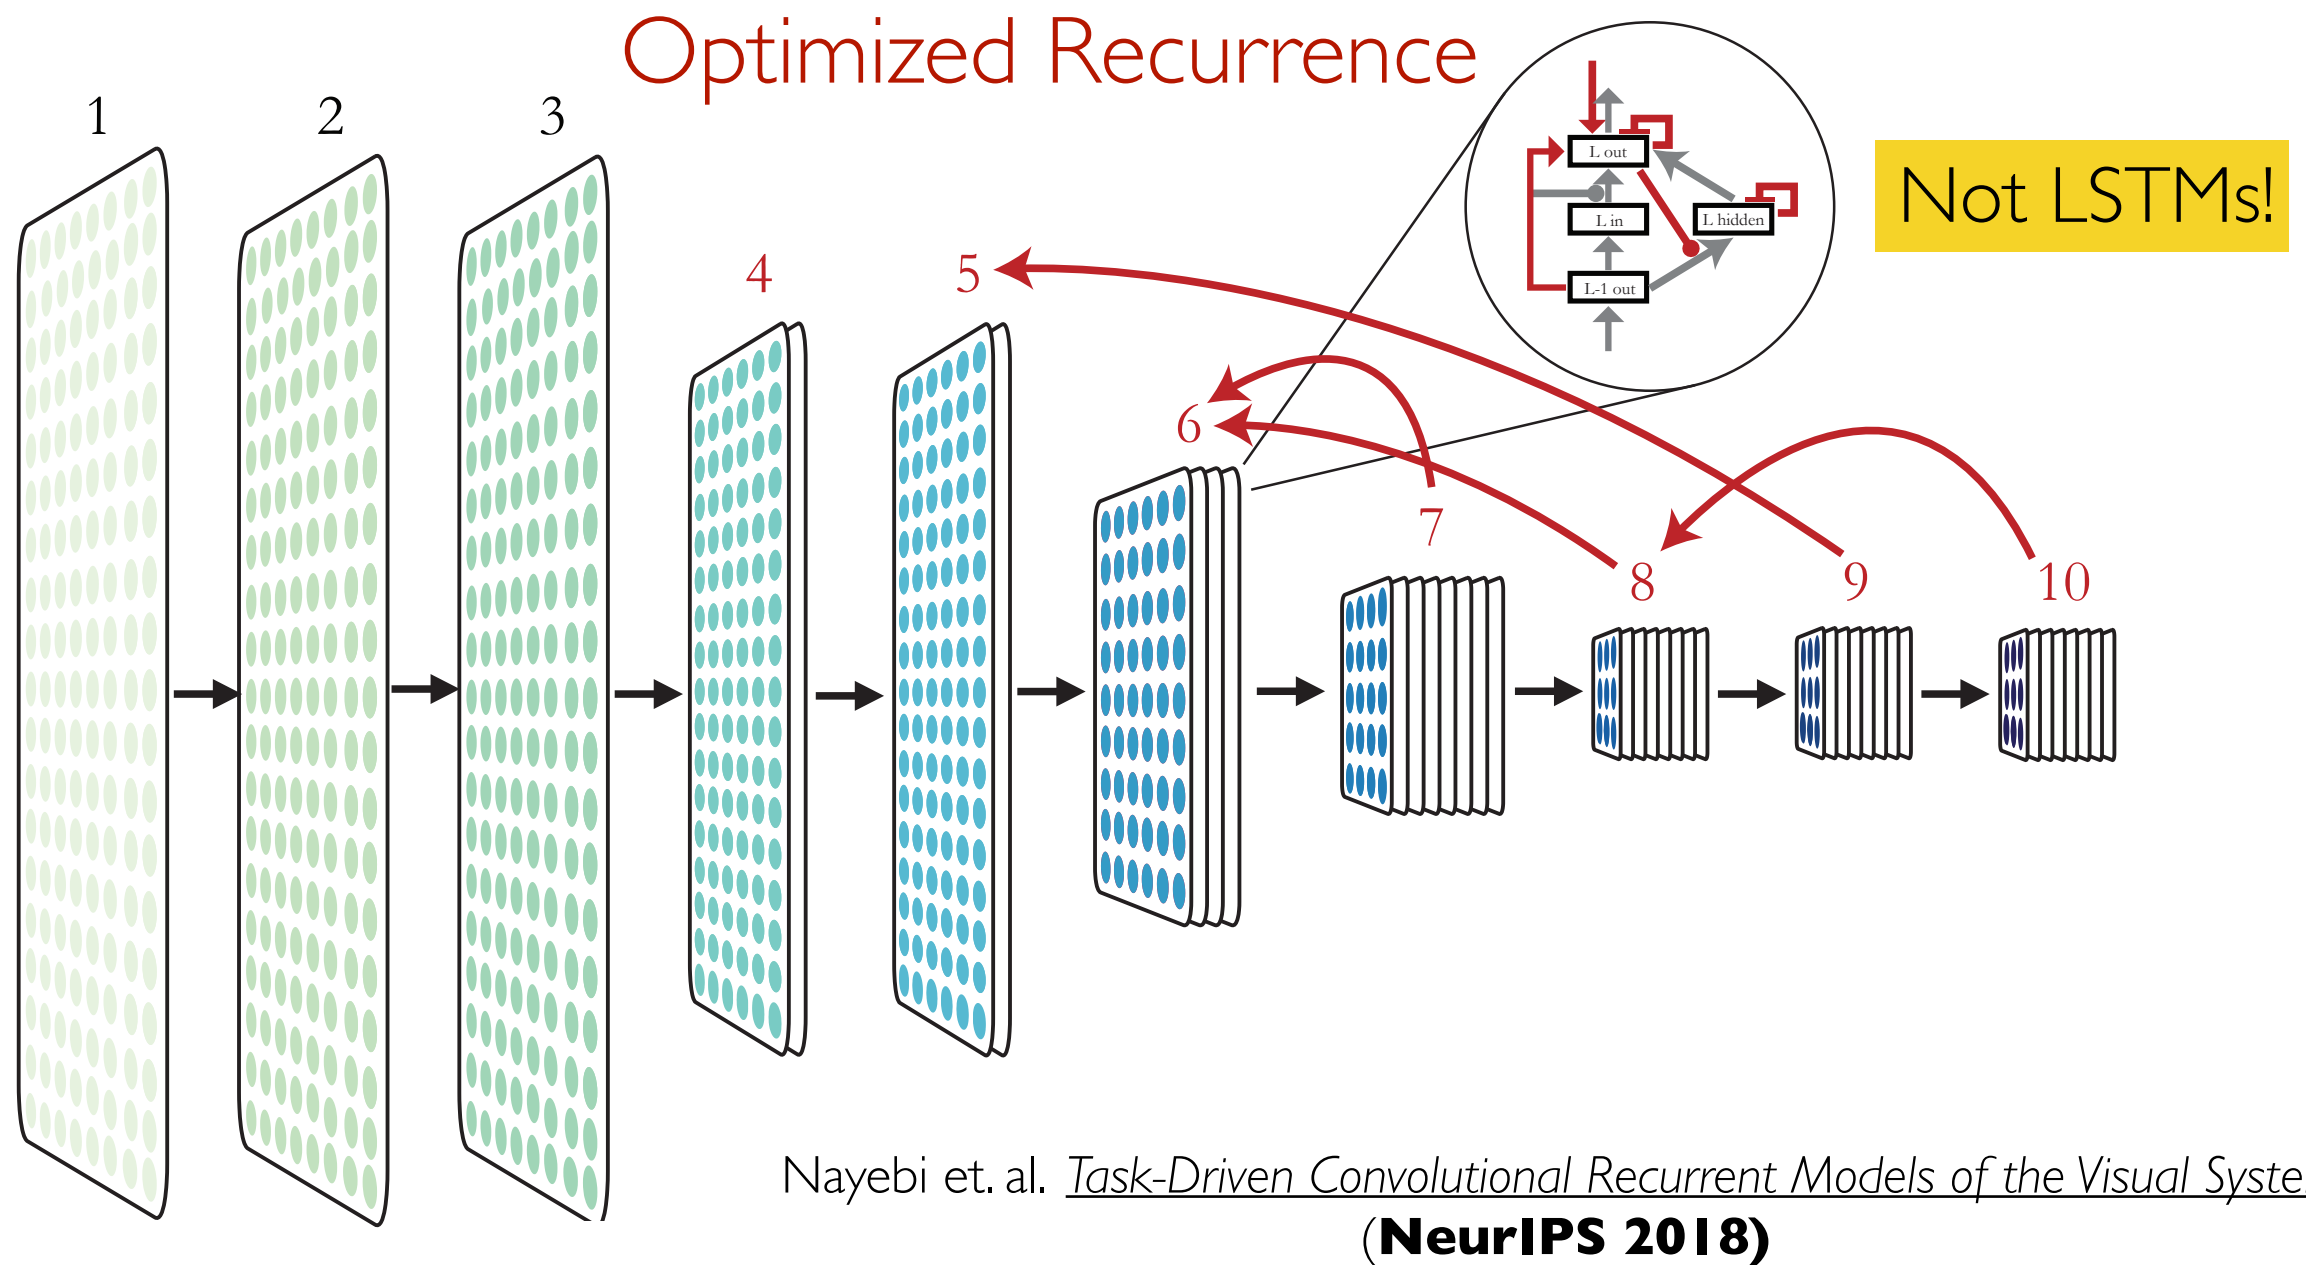 Optimized Recurrence
1
2
3
4
5
6
7
8
9
10
L out
L in
L hidden
L-1 out
Not LSTMs!
Nayebi et. al. Task-Driven Convolutional Recurrent Models of the Visual Syste
(NeurIPS 2018)